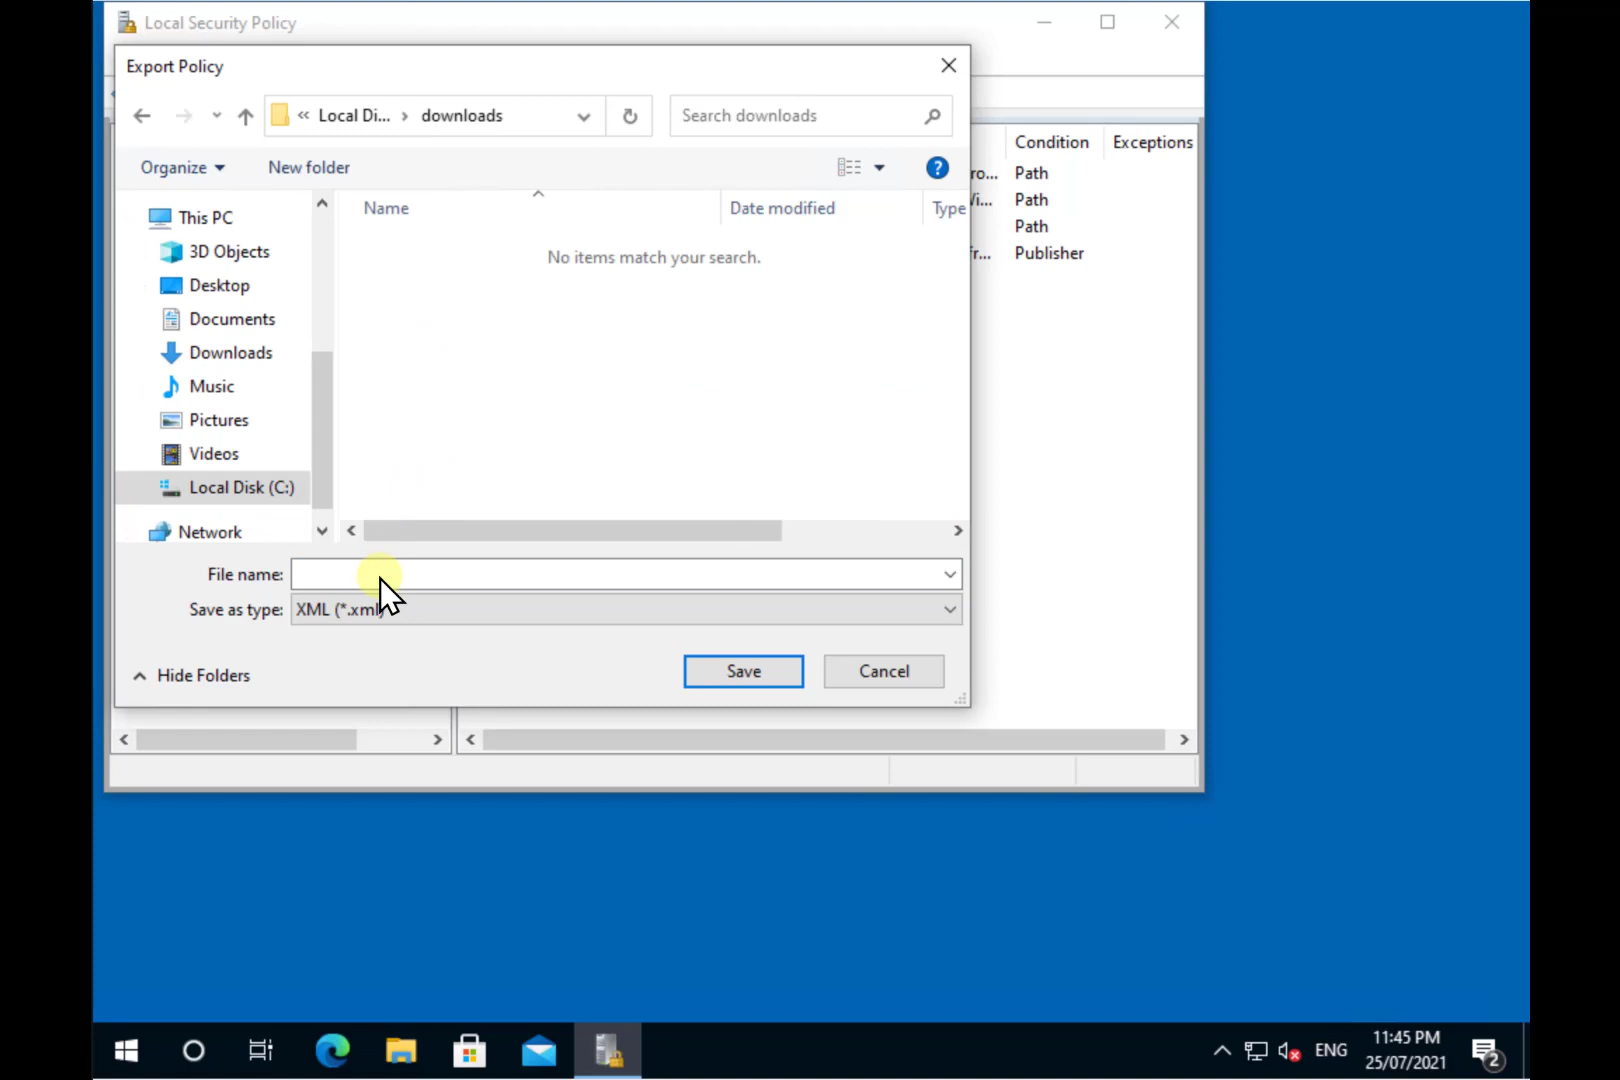 Local Security Policy
Export Policy
« Local Di... › downloads
Search downloads
Organize
New folder
?
Name
Date modified
Type
No items match your search.
This PC
3D Objects
Desktop
Documents
Downloads
Music
Pictures
Videos
Local Disk (C:)
Network
File name:
Save as type: XML (*.xml)
Hide Folders
Save
Cancel
Condition
Exceptions
ro... Path
Path
Path
r... Publisher
ENG
11:45 PM
25/07/2021
2